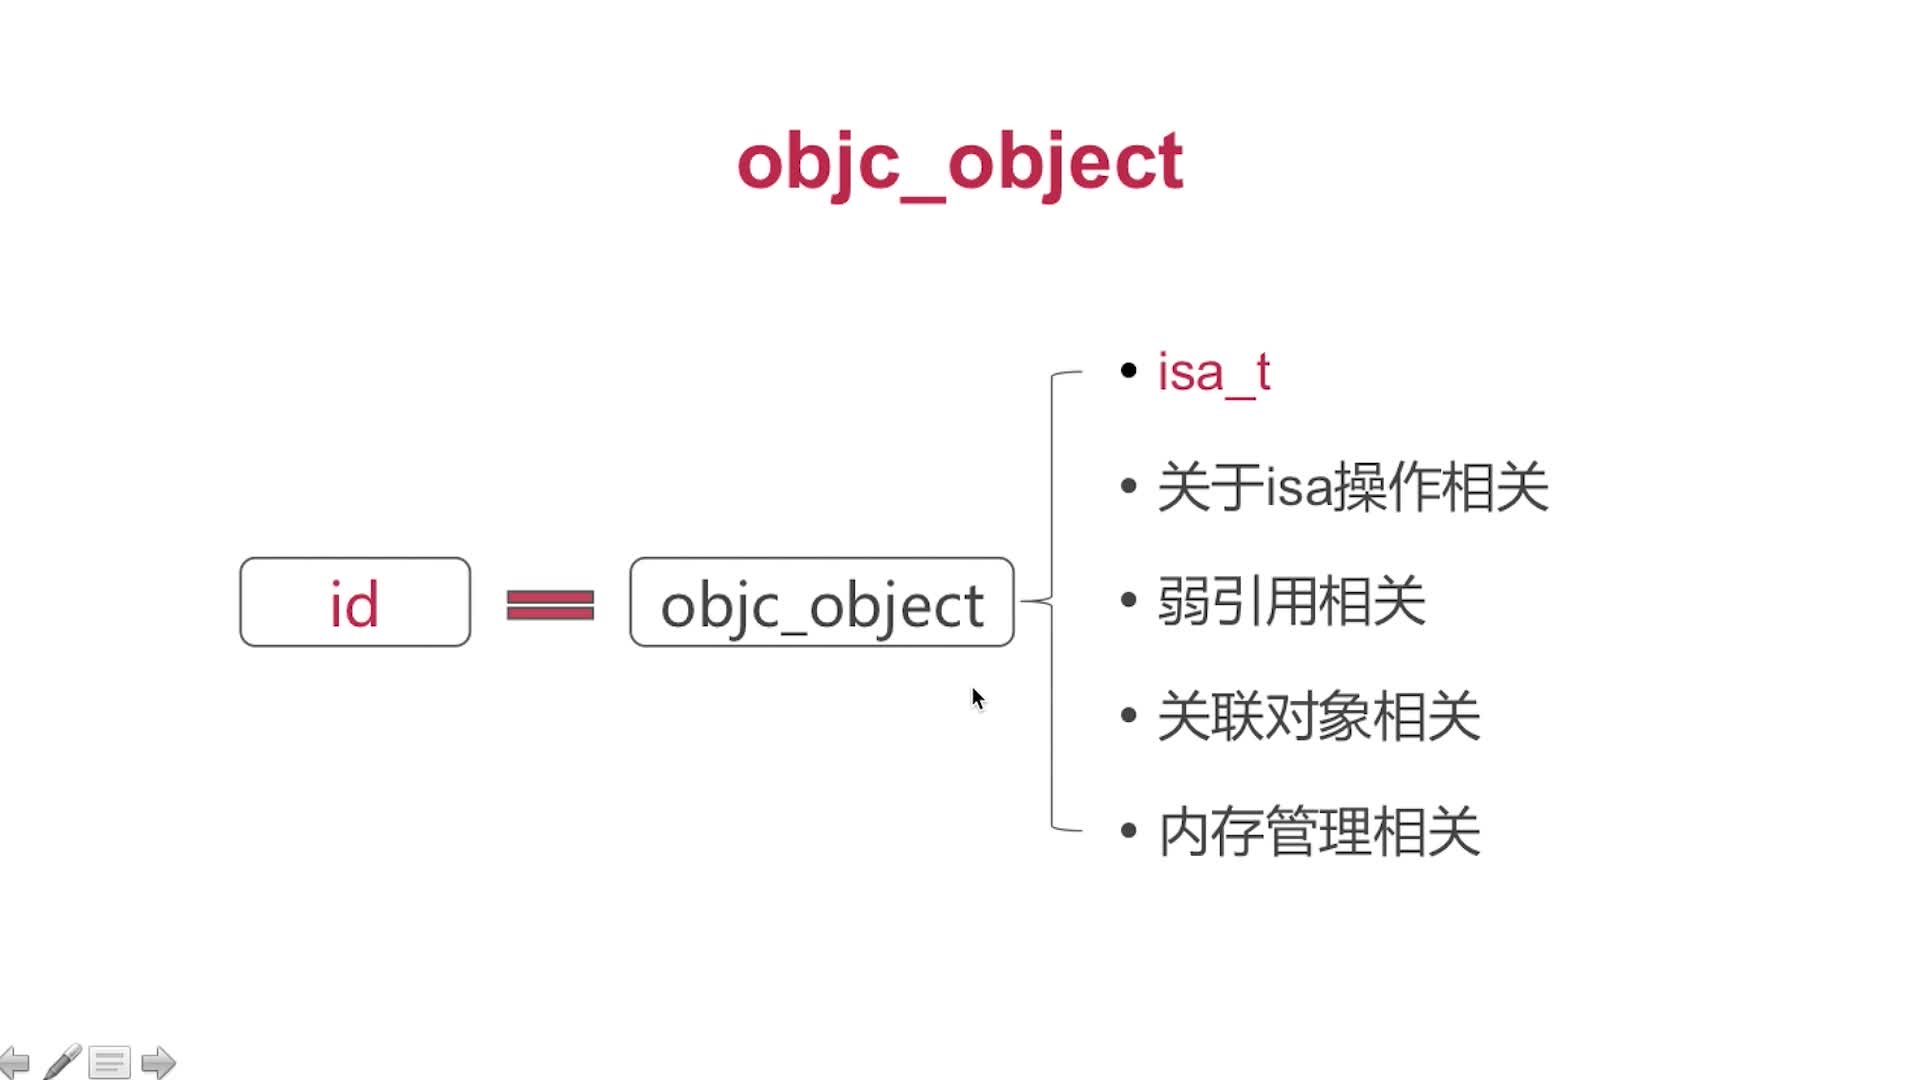 objc_object
id
objc_object
isa_t
关于isa操作相关
弱引用相关
关联对象相关
内存管理相关